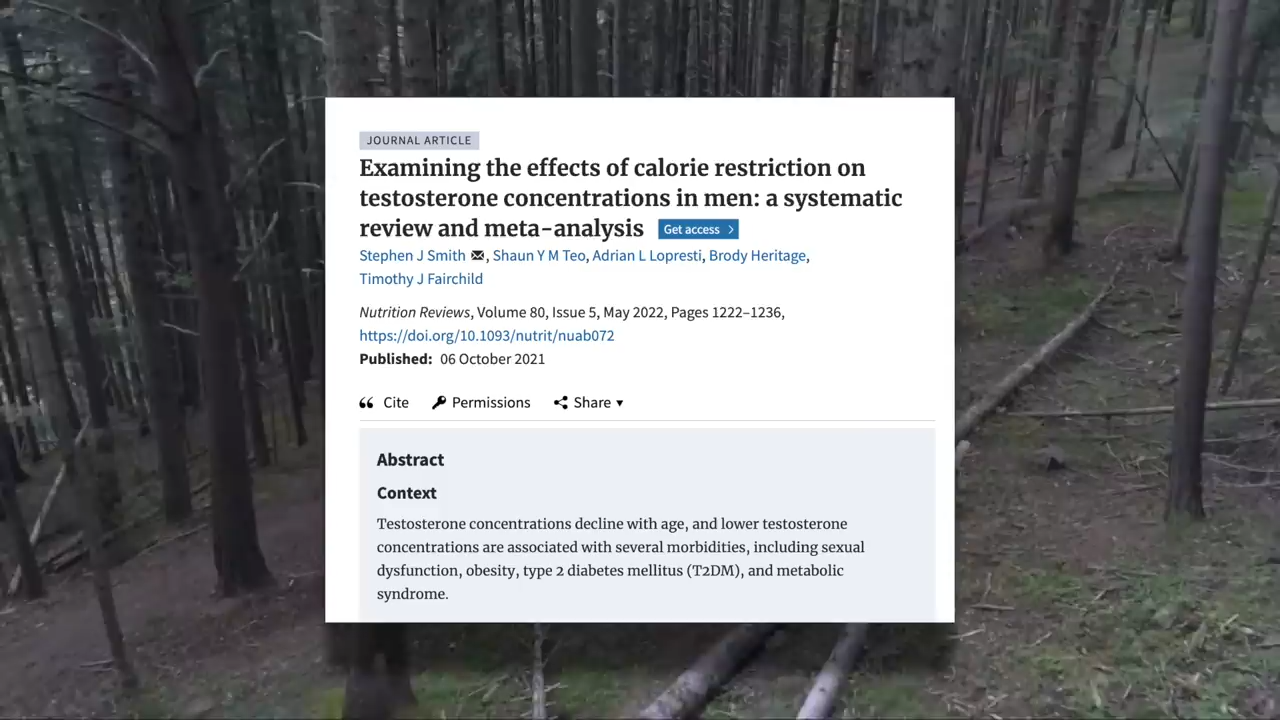 JOURNAL ARTICLE
Examining the effects of calorie restriction on
testosterone concentrations in men: a systematic
review and meta-analysis Get access
Stephen J Smith, Shaun Y M Teo, Adrian L Lopresti, Brody Heritage,
Timothy J Fairchild
Nutrition Reviews, Volume 80, Issue 5, May 2022, Pages 1222–1236,
https://doi.org/10.1093/nutrit/nuab072
Published: 06 October 2021
Cite Permissions Share
Abstract
Context
Testosterone concentrations decline with age, and lower testosterone
concentrations are associated with several morbidities, including sexual
dysfunction, obesity, type 2 diabetes mellitus (T2DM), and metabolic
syndrome.